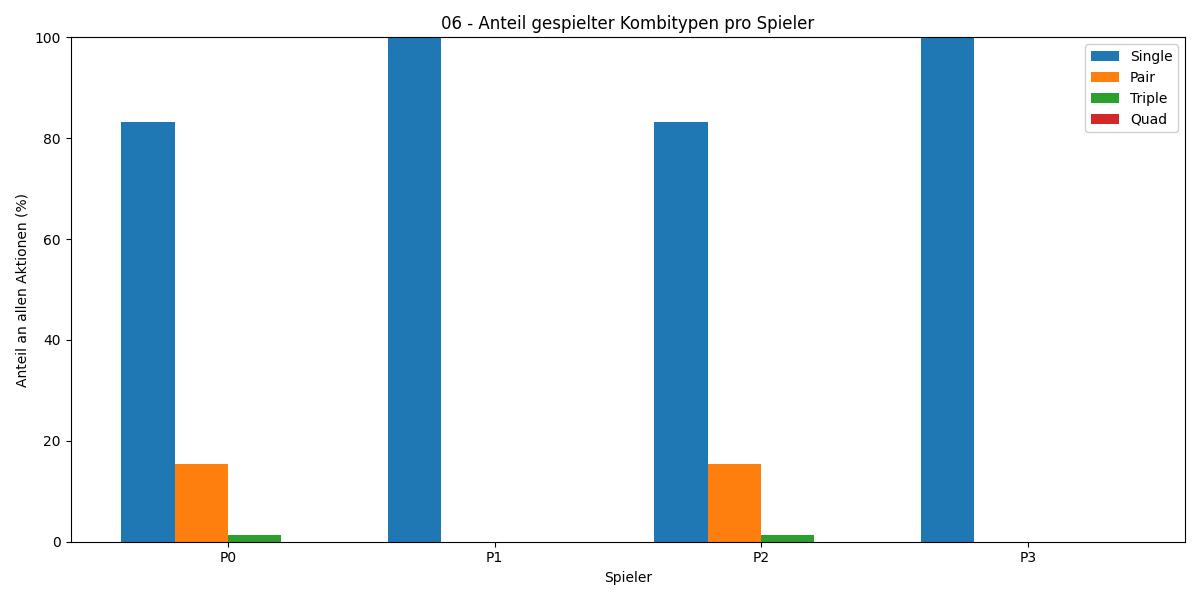 06 - Anteil gespielter Kombitypen pro Spieler
Anteil an allen Aktionen (%)
100
80
60
40
20
0
Single
Pair
Triple
Quad
P0
P1
P2
P3
Spieler